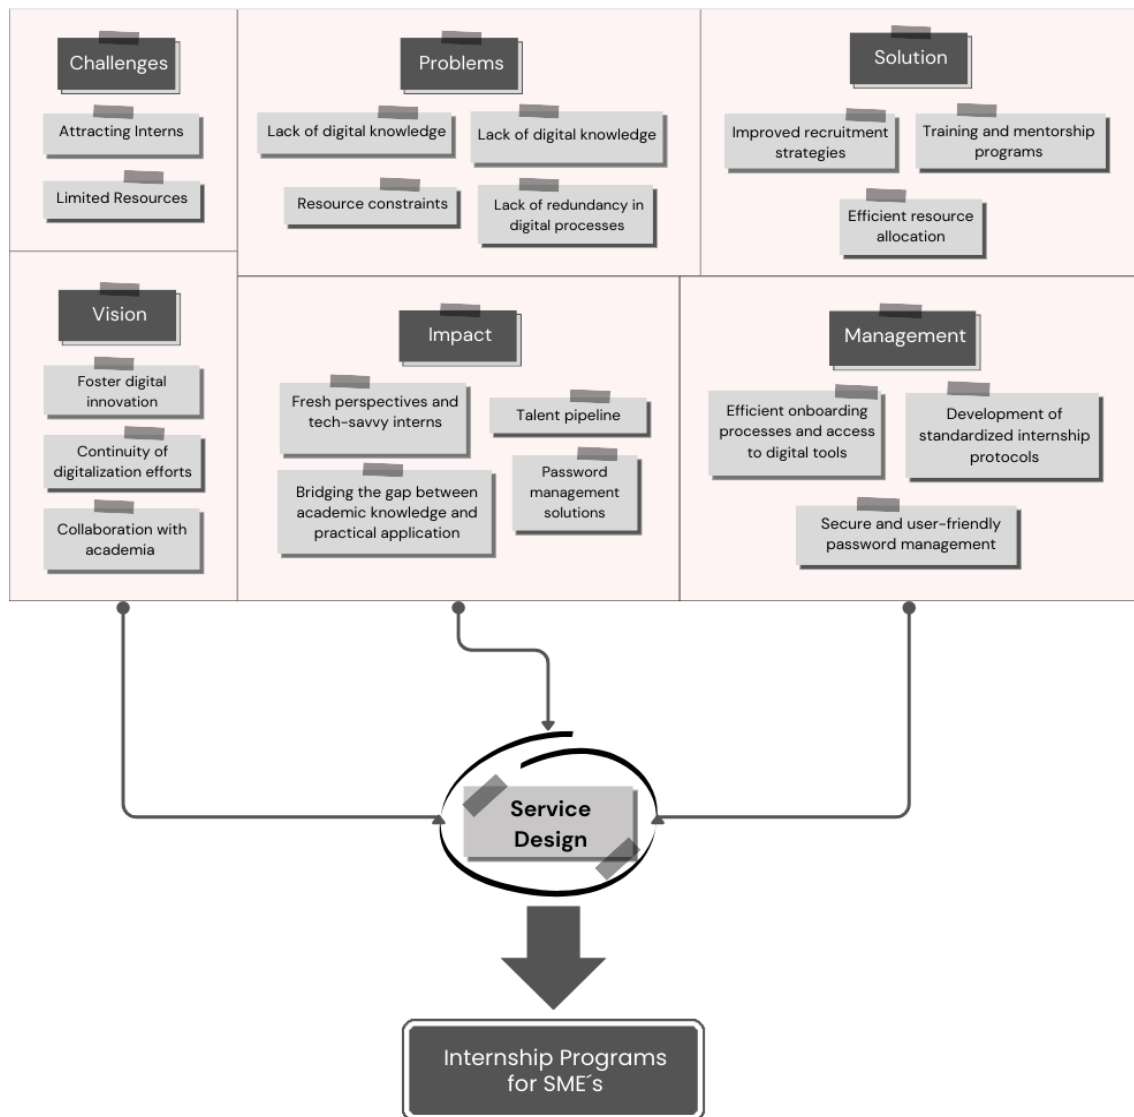 Challenges
Attracting Interns
Limited Resources
Problems
Lack of digital knowledge
Lack of digital knowledge
Resource constraints
Lack of redundancy in
digital processes
Solution
Improved recruitment
strategies
Training and mentorship
programs
Efficient resource
allocation
Vision
Foster digital
innovation
Continuity of
digitalization efforts
Collaboration with
academia
Impact
Fresh perspectives and
tech-savvy interns
Talent pipeline
Bridging the gap between
academic knowledge and
practical application
Password
management
solutions
Management
Efficient onboarding
processes and access
to digital tools
Development of
standardized internship
protocols
Secure and user-friendly
password management
Service
Design
Internship Programs
for SME´s